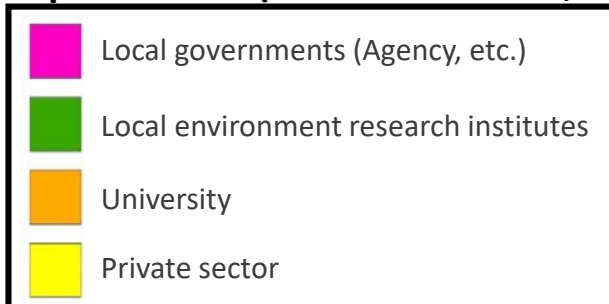 Local governments (Agency, etc.)
Local environment research institutes
University
Private sector